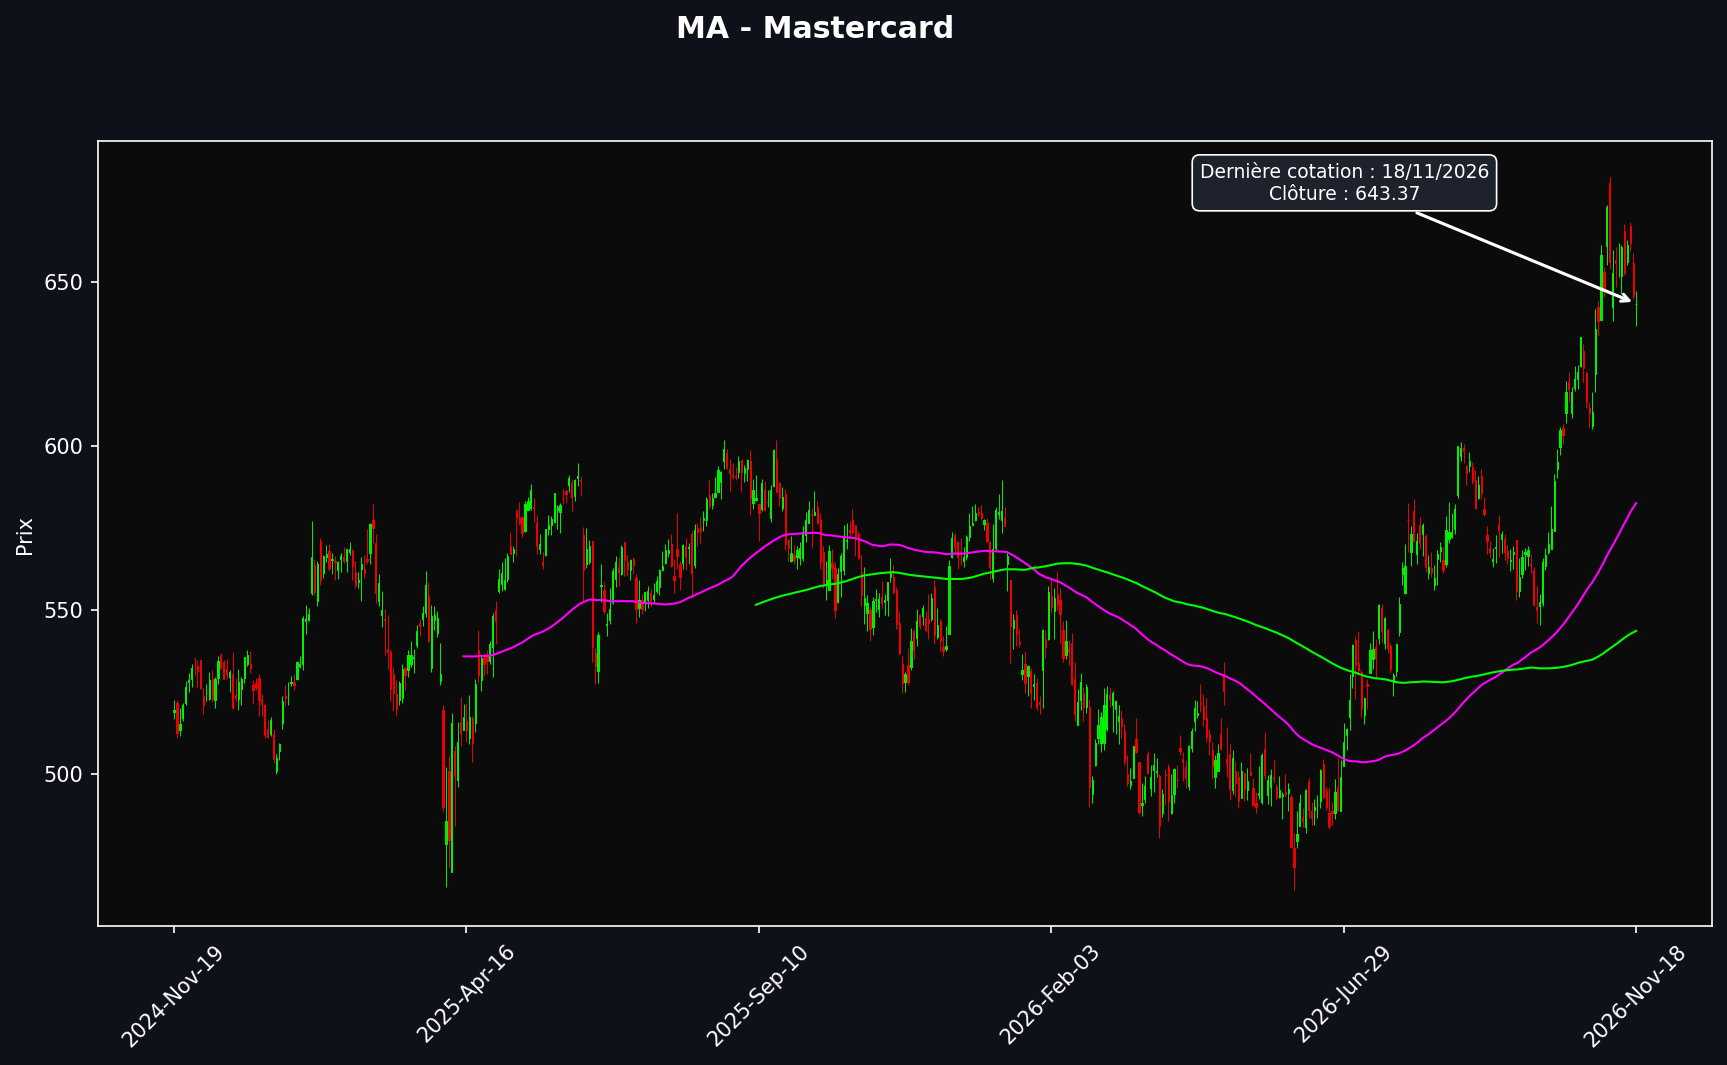 MA - Mastercard
Dernière cotation : 18/11/2026
Clôture : 643.37
Prix
650
600
550
500
2024-Nov-19
2025-Apr-16
2025-Sep-10
2026-Feb-03
2026-Jun-29
2026-Nov-18